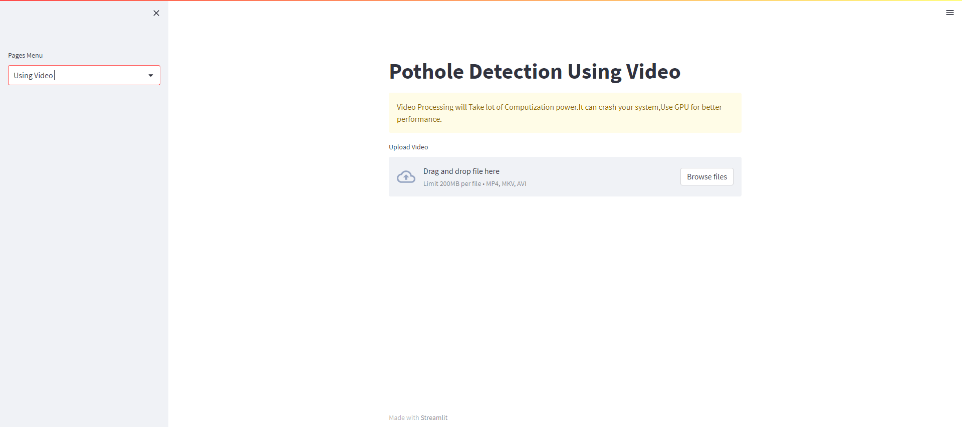 Pages Menu
Using Video
Pothole Detection Using Video
Video Processing will Take lot of Computization power.It can crash your system,Use GPU for better
performance.
Upload Video
Drag and drop file here
Limit 200MB per file • MP4, MKV, AVI
Browse files
Made with Streamlit